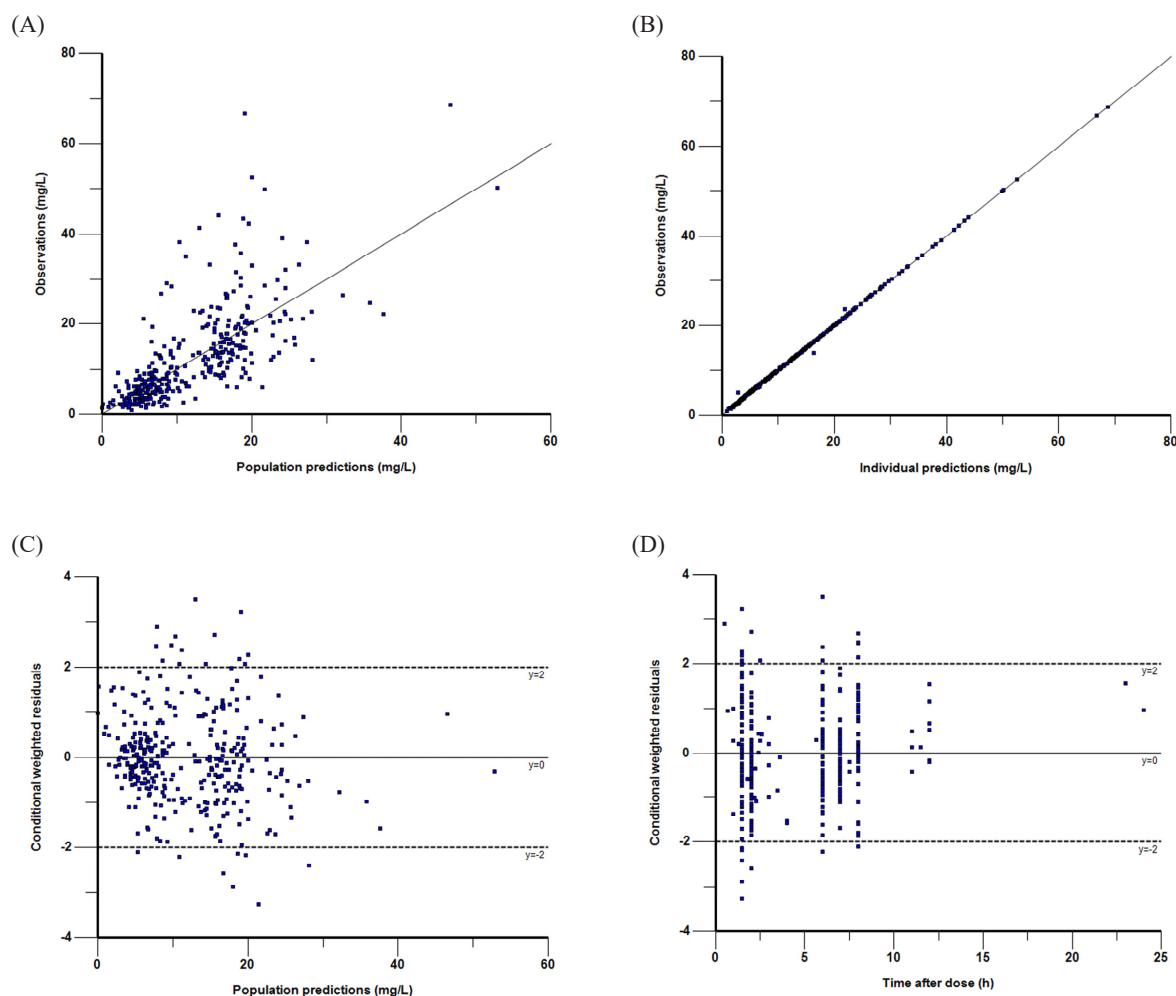 (A)
80
60
40
20
0
Observations (mg/L)
0
20
40
60
Population predictions (mg/L)
(B)
80
60
40
20
0
Observations (mg/L)
0
20
40
60
80
Individual predictions (mg/L)
(C)
4
2
0
-2
-4
Conditional weighted residuals
y=2
y=0
y=-2
0
20
40
60
Population predictions (mg/L)
(D)
4
2
0
-2
-4
Conditional weighted residuals
y=2
y=0
y=-2
0
5
10
15
20
25
Time after dose (h)